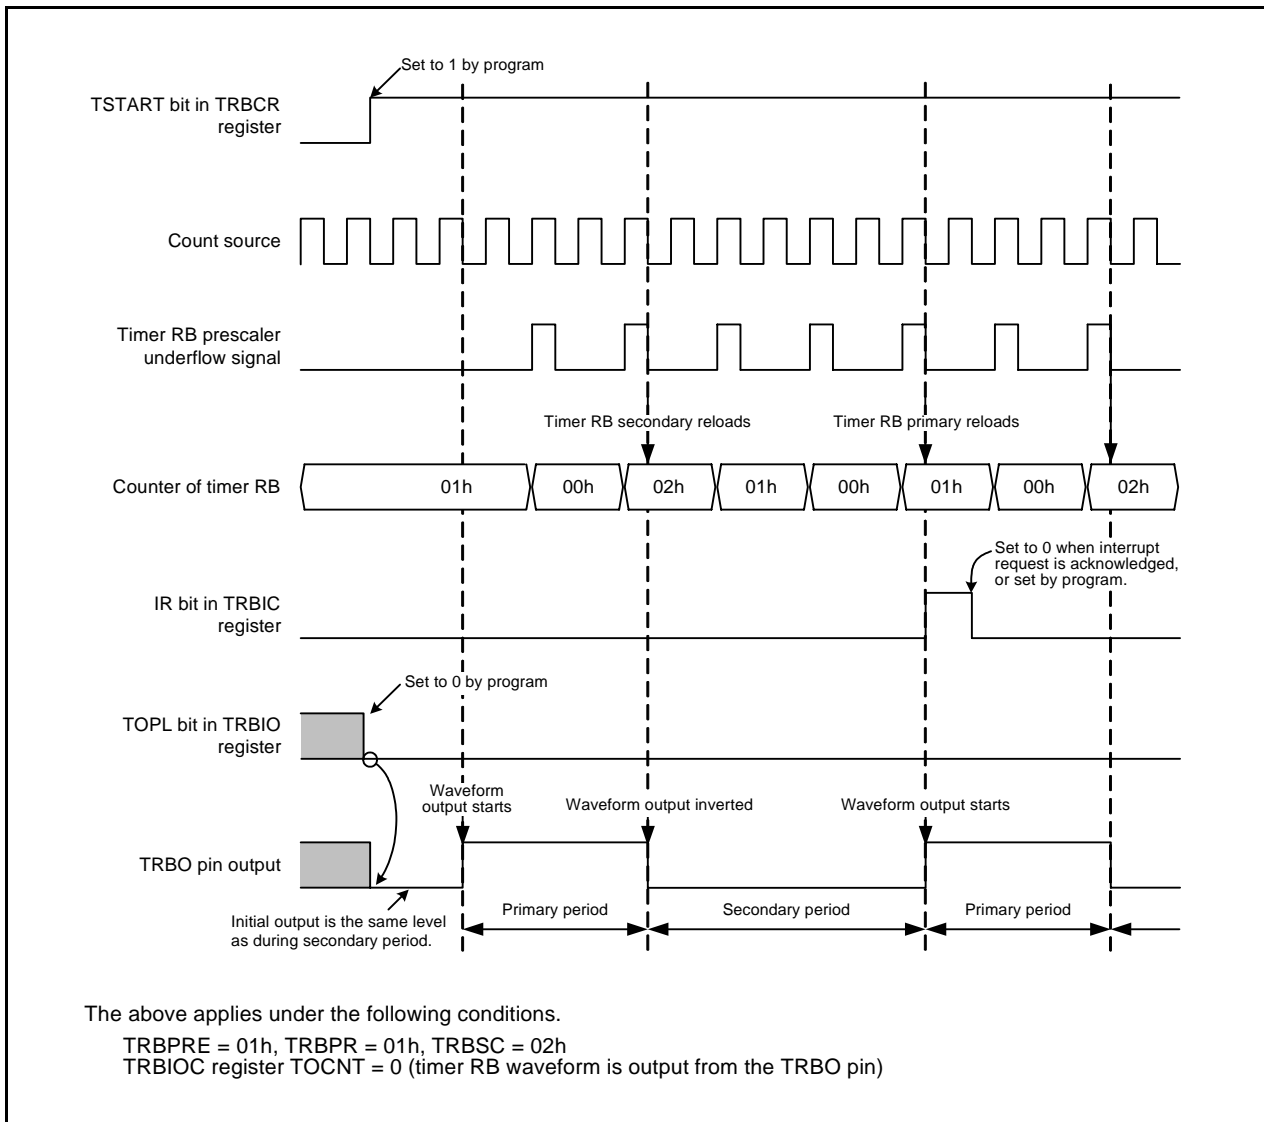 Set to 1 by program
TSTART bit in TRBCR
register
Count source
Timer RB prescaler
underflow signal
Timer RB secondary reloads
Timer RB primary reloads
Counter of timer RB
01h
00h
02h
01h
00h
01h
00h
02h
Set to 0 when interrupt
request is acknowledged,
or set by program.
IR bit in TRBIC
register
Set to 0 by program
TOPL bit in TRBIO
register
Waveform
output starts
Waveform output inverted
Waveform output starts
TRBO pin output
Initial output is the same level
as during secondary period.
Primary period
Secondary period
Primary period
The above applies under the following conditions.
TRBPRE = 01h, TRBPR = 01h, TRBSC = 02h
TRBIOC register TOCNT = 0 (timer RB waveform is output from the TRBO pin)